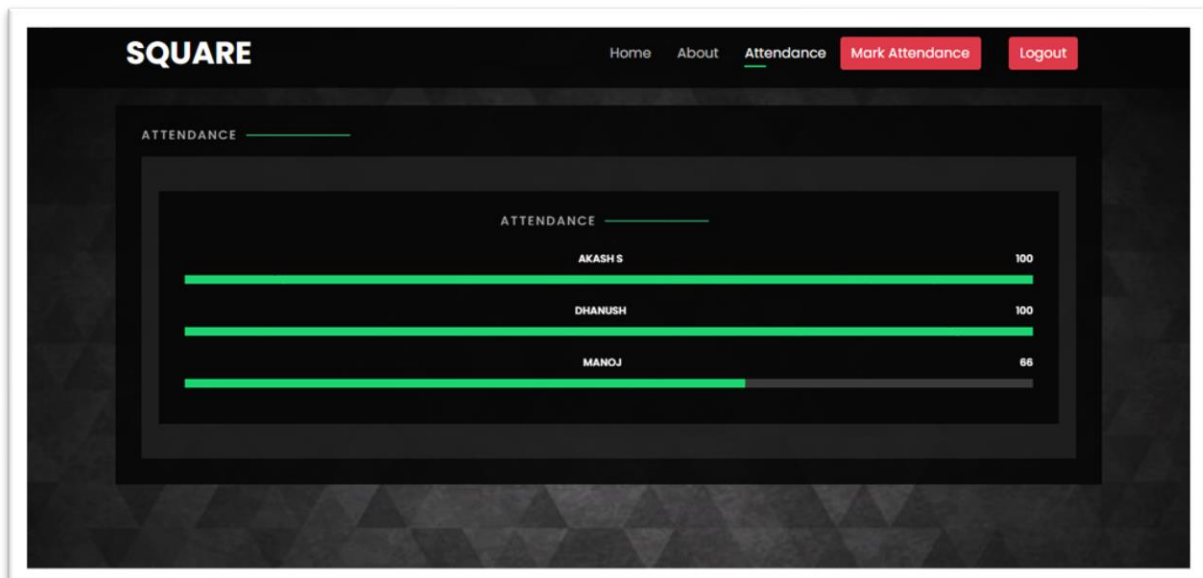 SQUARE Home About Attendance Mark Attendance Logout
ATTENDANCE
ATTENDANCE
AKASH S 100
DHANUSH 100
MANOJ 66